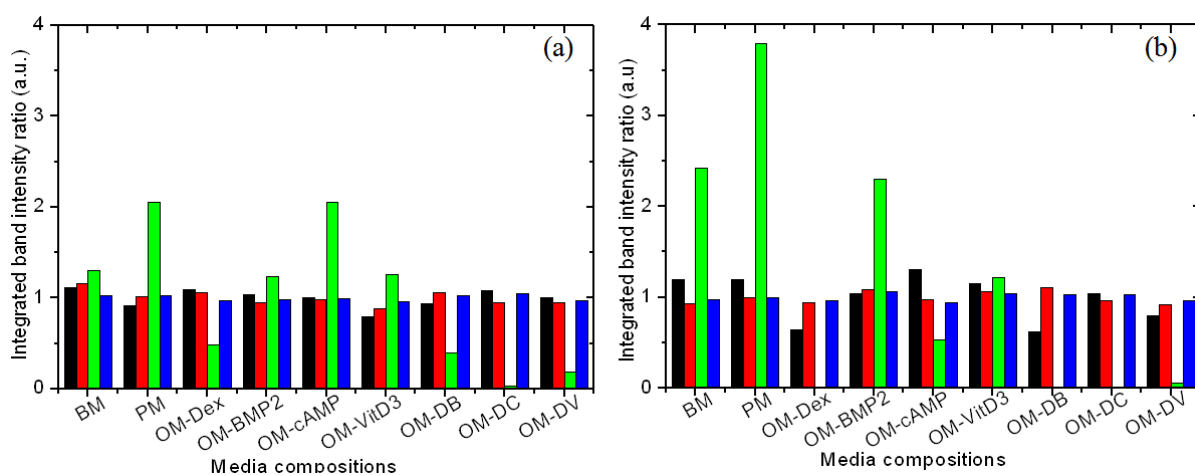 (a)
Integrated band intensity ratio (a.u.)
4
3
2
1
0
BM
PM
OM-Dex
OM-BMP2
OM-cAMP
OM-VitD3
OM-DB
OM-DC
OM-DV
Media compositions
(b)
Integrated band intensity ratio (a.u)
4
3
2
1
0
BM
PM
OM-Dex
OM-BMP2
OM-cAMP
OM-VitD3
OM-DB
OM-DC
OM-DV
Media compositions